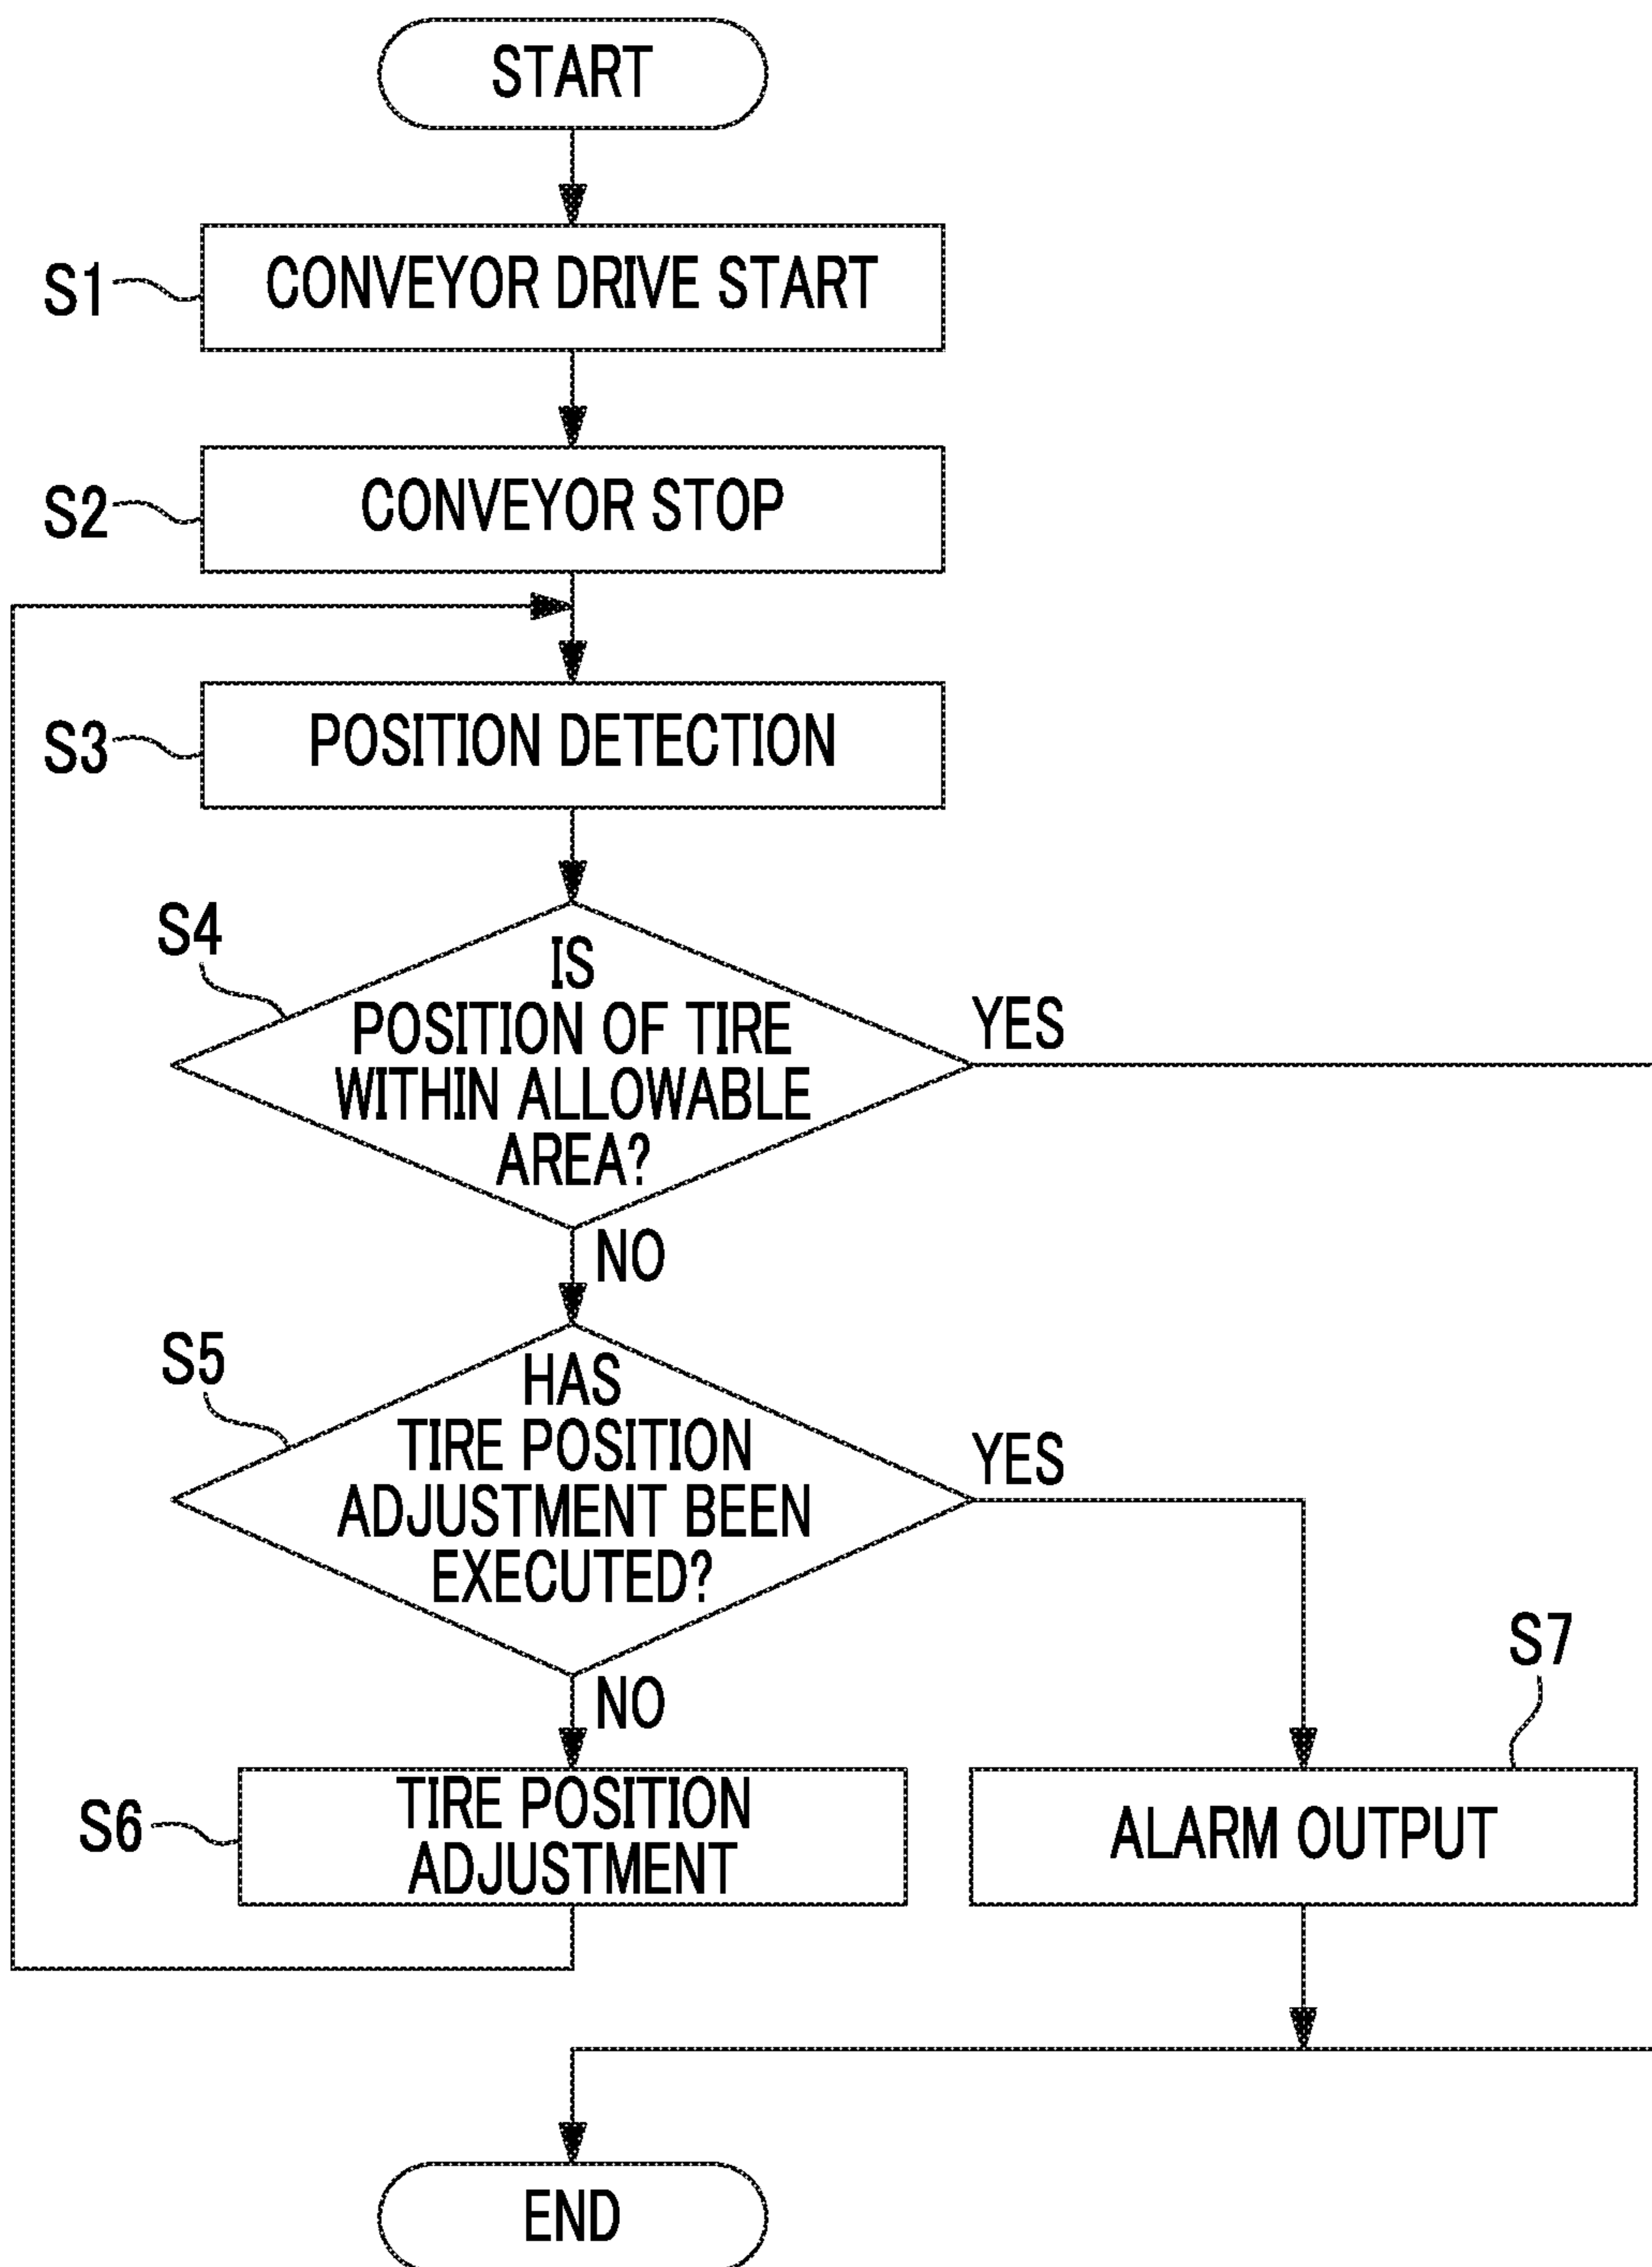 START
S1
CONVEYOR DRIVE START
S2
CONVEYOR STOP
S3
POSITION DETECTION
S4
IS
POSITION OF TIRE
WITHIN ALLOWABLE
AREA?
YES
NO
S5
HAS
TIRE POSITION
ADJUSTMENT BEEN
EXECUTED?
YES
NO
S6
TIRE POSITION
ADJUSTMENT
S7
ALARM OUTPUT
END